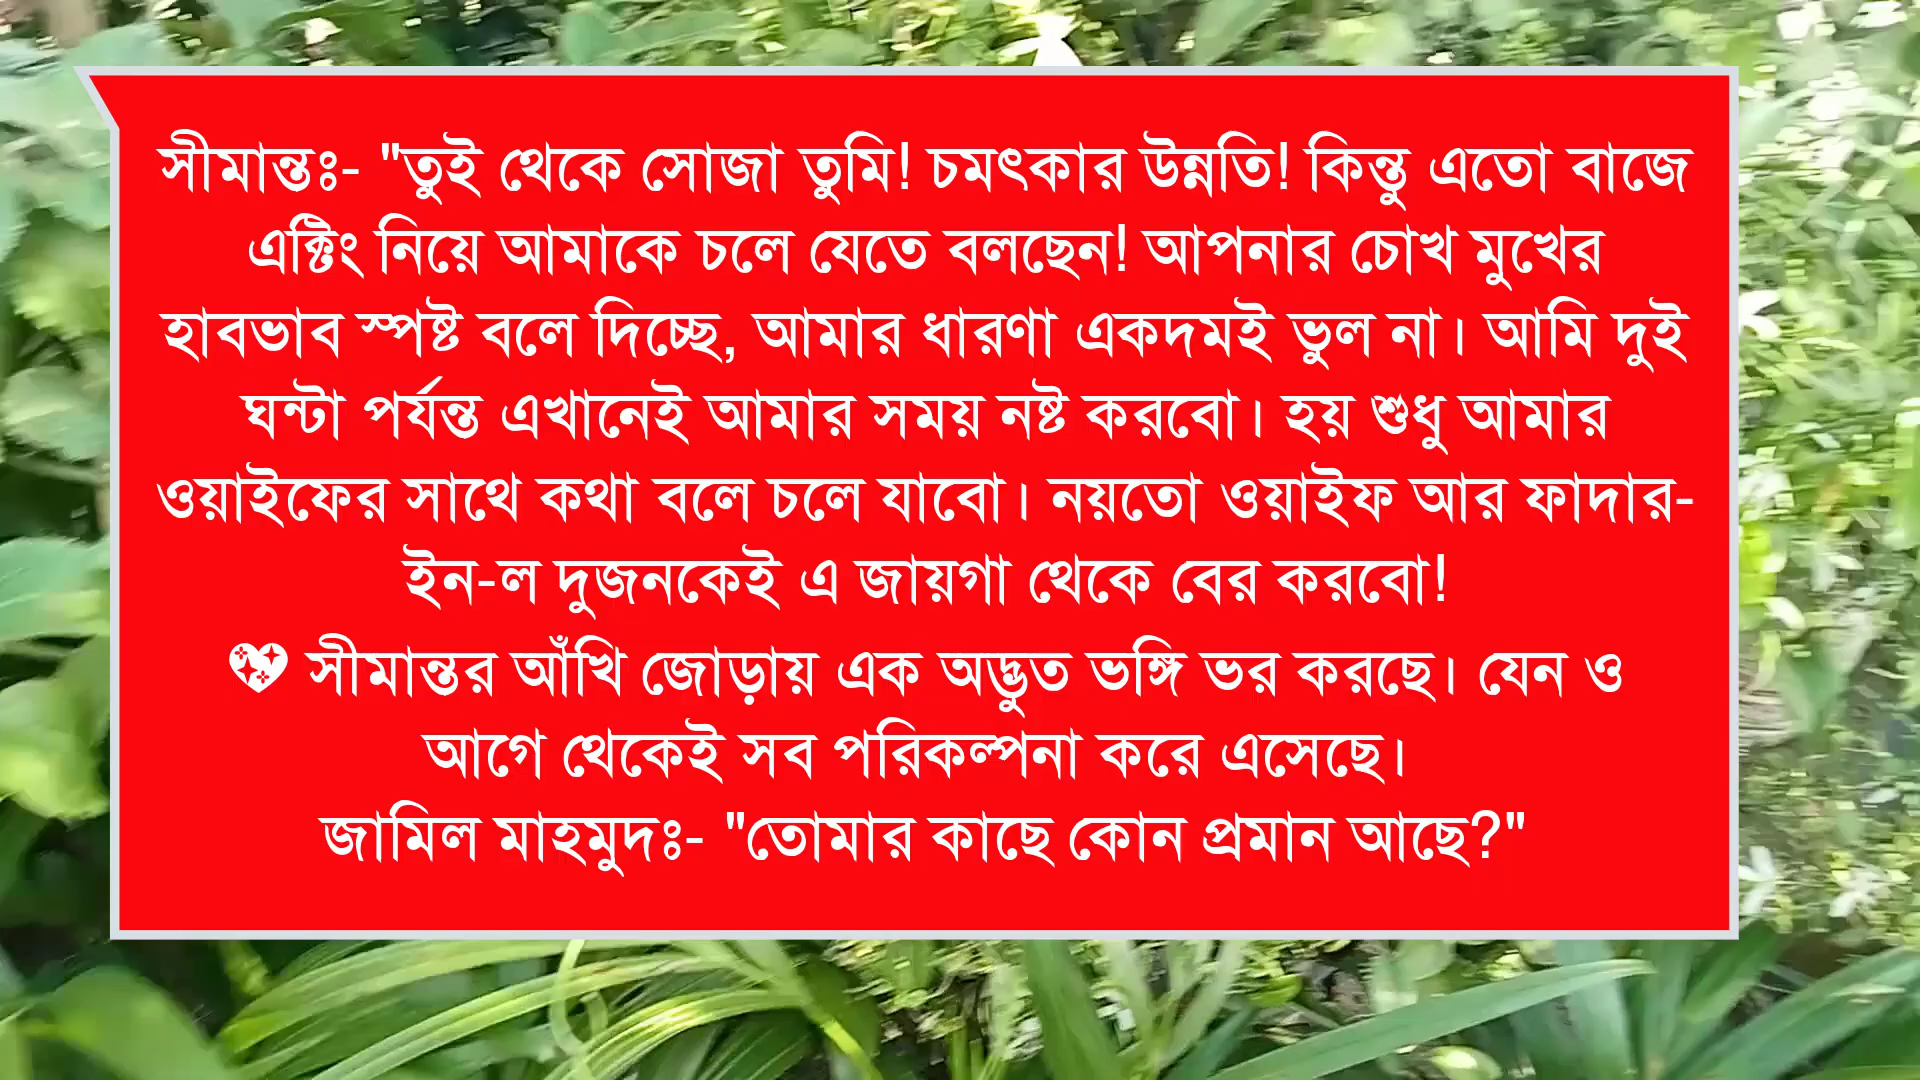 সীমান্তঃ- "তুই থেকে সোজা তুমি! চমৎকার উন্নতি! কিন্তু এতো বাজে
এক্টিং নিয়ে আমাকে চলে যেতে বলছেন! আপনার চোখ মুখের
হাবভাব স্পষ্ট বলে দিচ্ছে, আমার ধারণা একদমই ভুল না। আমি দুই
ঘন্টা পর্যন্ত এখানেই আমার সময় নষ্ট করবো। হয় শুধু আমার
ওয়াইফের সাথে কথা বলে চলে যাবো। নয়তো ওয়াইফ আর ফাদার-
ইন-ল দুজনকেই এ জায়গা থেকে বের করবো!
💖 সীমান্তর আঁখি জোড়ায় এক অদ্ভুত ভঙ্গি ভর করছে। যেন ও
আগে থেকেই সব পরিকল্পনা করে এসেছে।
জামিল মাহমুদঃ- "তোমার কাছে কোন প্রমান আছে?"